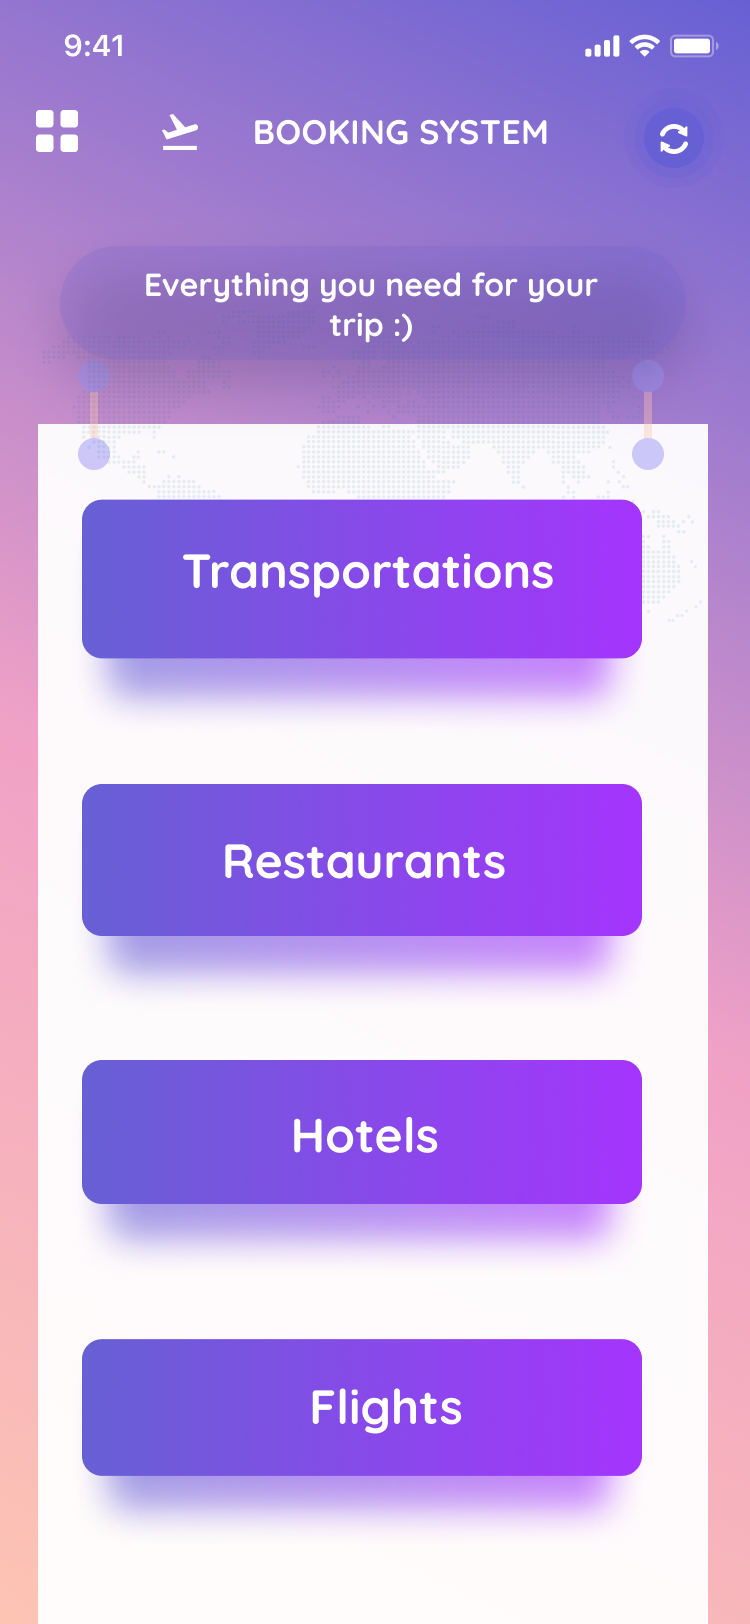 9:41
BOOKING SYSTEM
Everything you need for your
trip :)
Transportations
Restaurants
Hotels
Flights